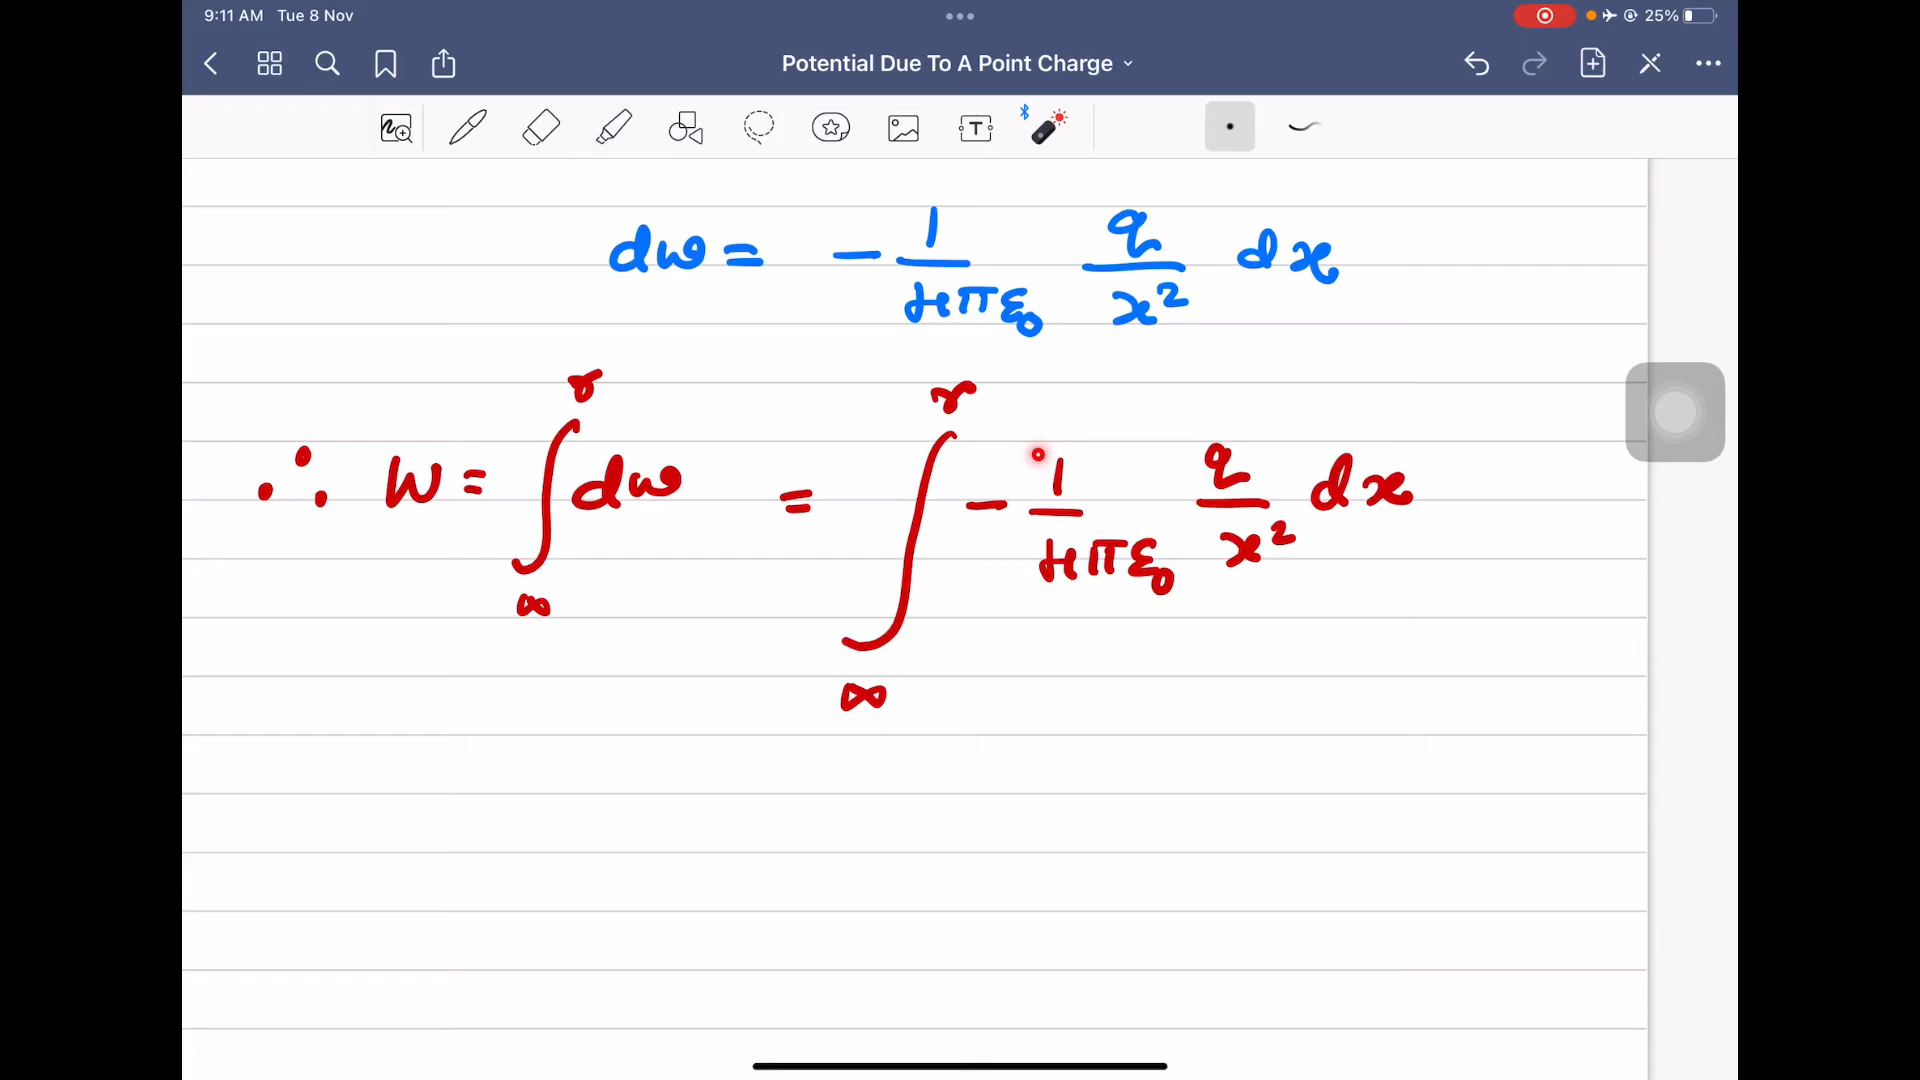 9:11 AM Tue 8 Nov
25%
Potential Due To A Point Charge
T
dw = - 1/4πε₀ q/x² dx
∴ W = ∫_∞^r dw = ∫_∞^r - 1/4πε₀ q/x² dx